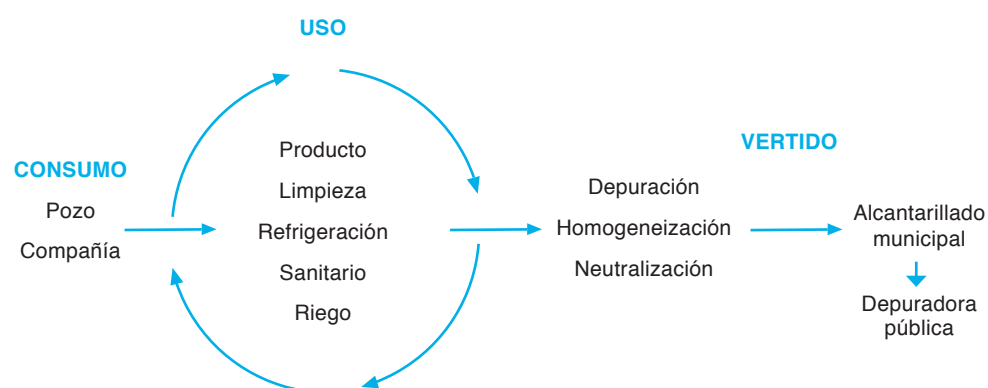 USO
CONSUMO
Pozo
Compañía
Producto
Limpieza
Refrigeración
Sanitario
Riego
Depuración
Homogeneización
Neutralización
VERTIDO
Alcantarillado
municipal
Depuradora
pública